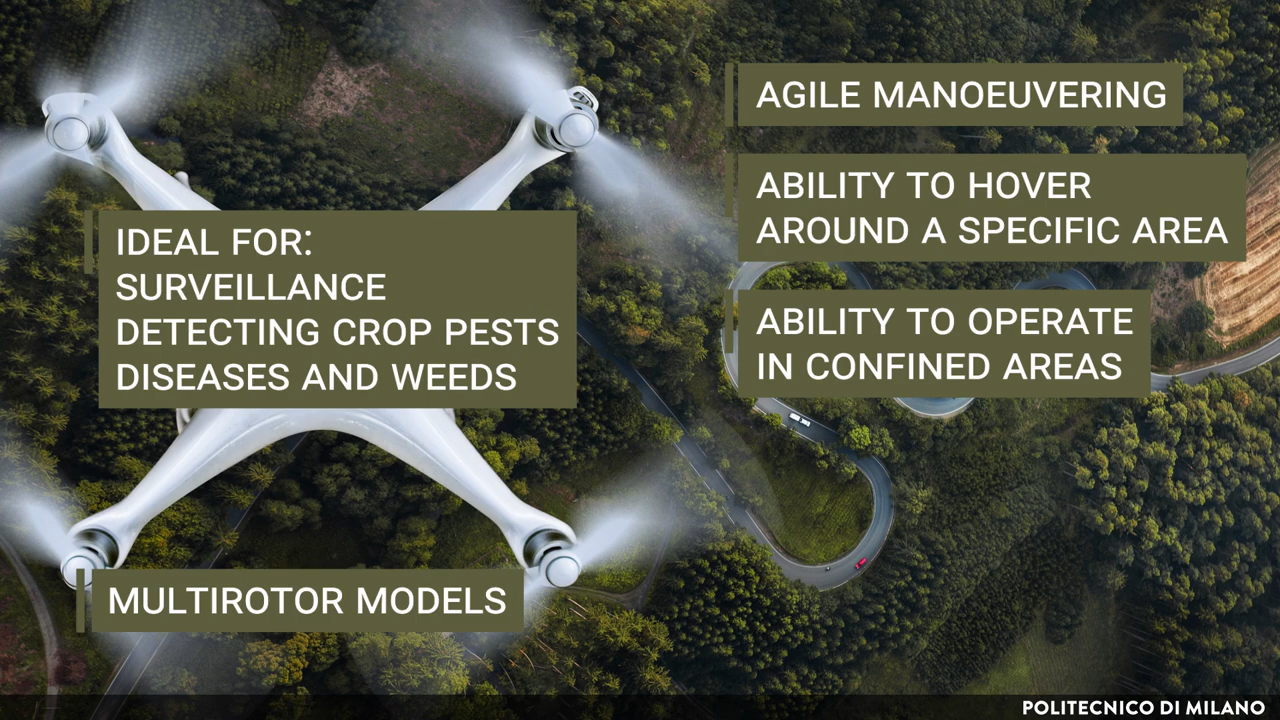 IDEAL FOR:
SURVEILLANCE
DETECTING CROP PESTS
DISEASES AND WEEDS
MULTIROTOR MODELS
AGILE MANOEUVERING
ABILITY TO HOVER
AROUND A SPECIFIC AREA
ABILITY TO OPERATE
IN CONFINED AREAS
POLITECNICO DI MILANO